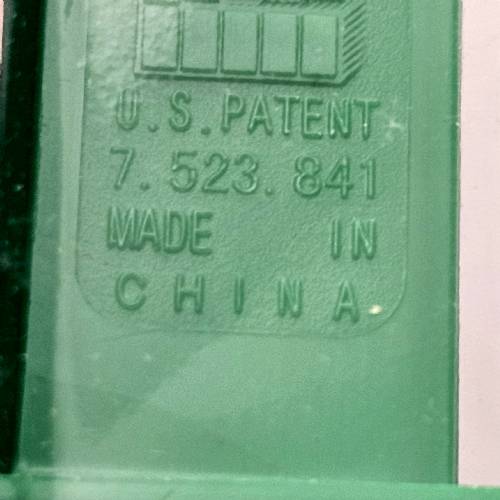 U.S. PATENT
7.523.841
MADE IN
CHINA